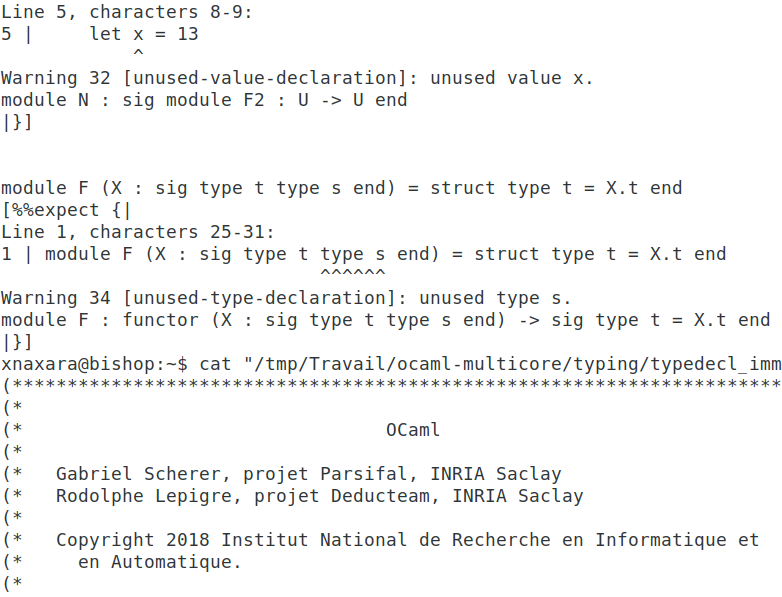 Line 5, characters 8-9:
5 |     let x = 13
            ^
Warning 32 [unused-value-declaration]: unused value x.
module N : sig module F2 : U -> U end
|}]
module F (X : sig type t type s end) = struct type t = X.t end
[%%expect {|
Line 1, characters 25-31:
1 | module F (X : sig type t type s end) = struct type t = X.t end
                             ^^^^^^
Warning 34 [unused-type-declaration]: unused type s.
module F : functor (X : sig type t type s end) -> sig type t = X.t end
|}]
xnaxara@bishop:~$ cat "/tmp/Travail/ocaml-multicore/typing/typedecl_imm
(**********************************************************************
(*
(*                                 OCaml
(*
(*   Gabriel Scherer, projet Parsifal, INRIA Saclay
(*   Rodolphe Lepigre, projet Deducteam, INRIA Saclay
(*
(*   Copyright 2018 Institut National de Recherche en Informatique et
(*     en Automatique.
(*